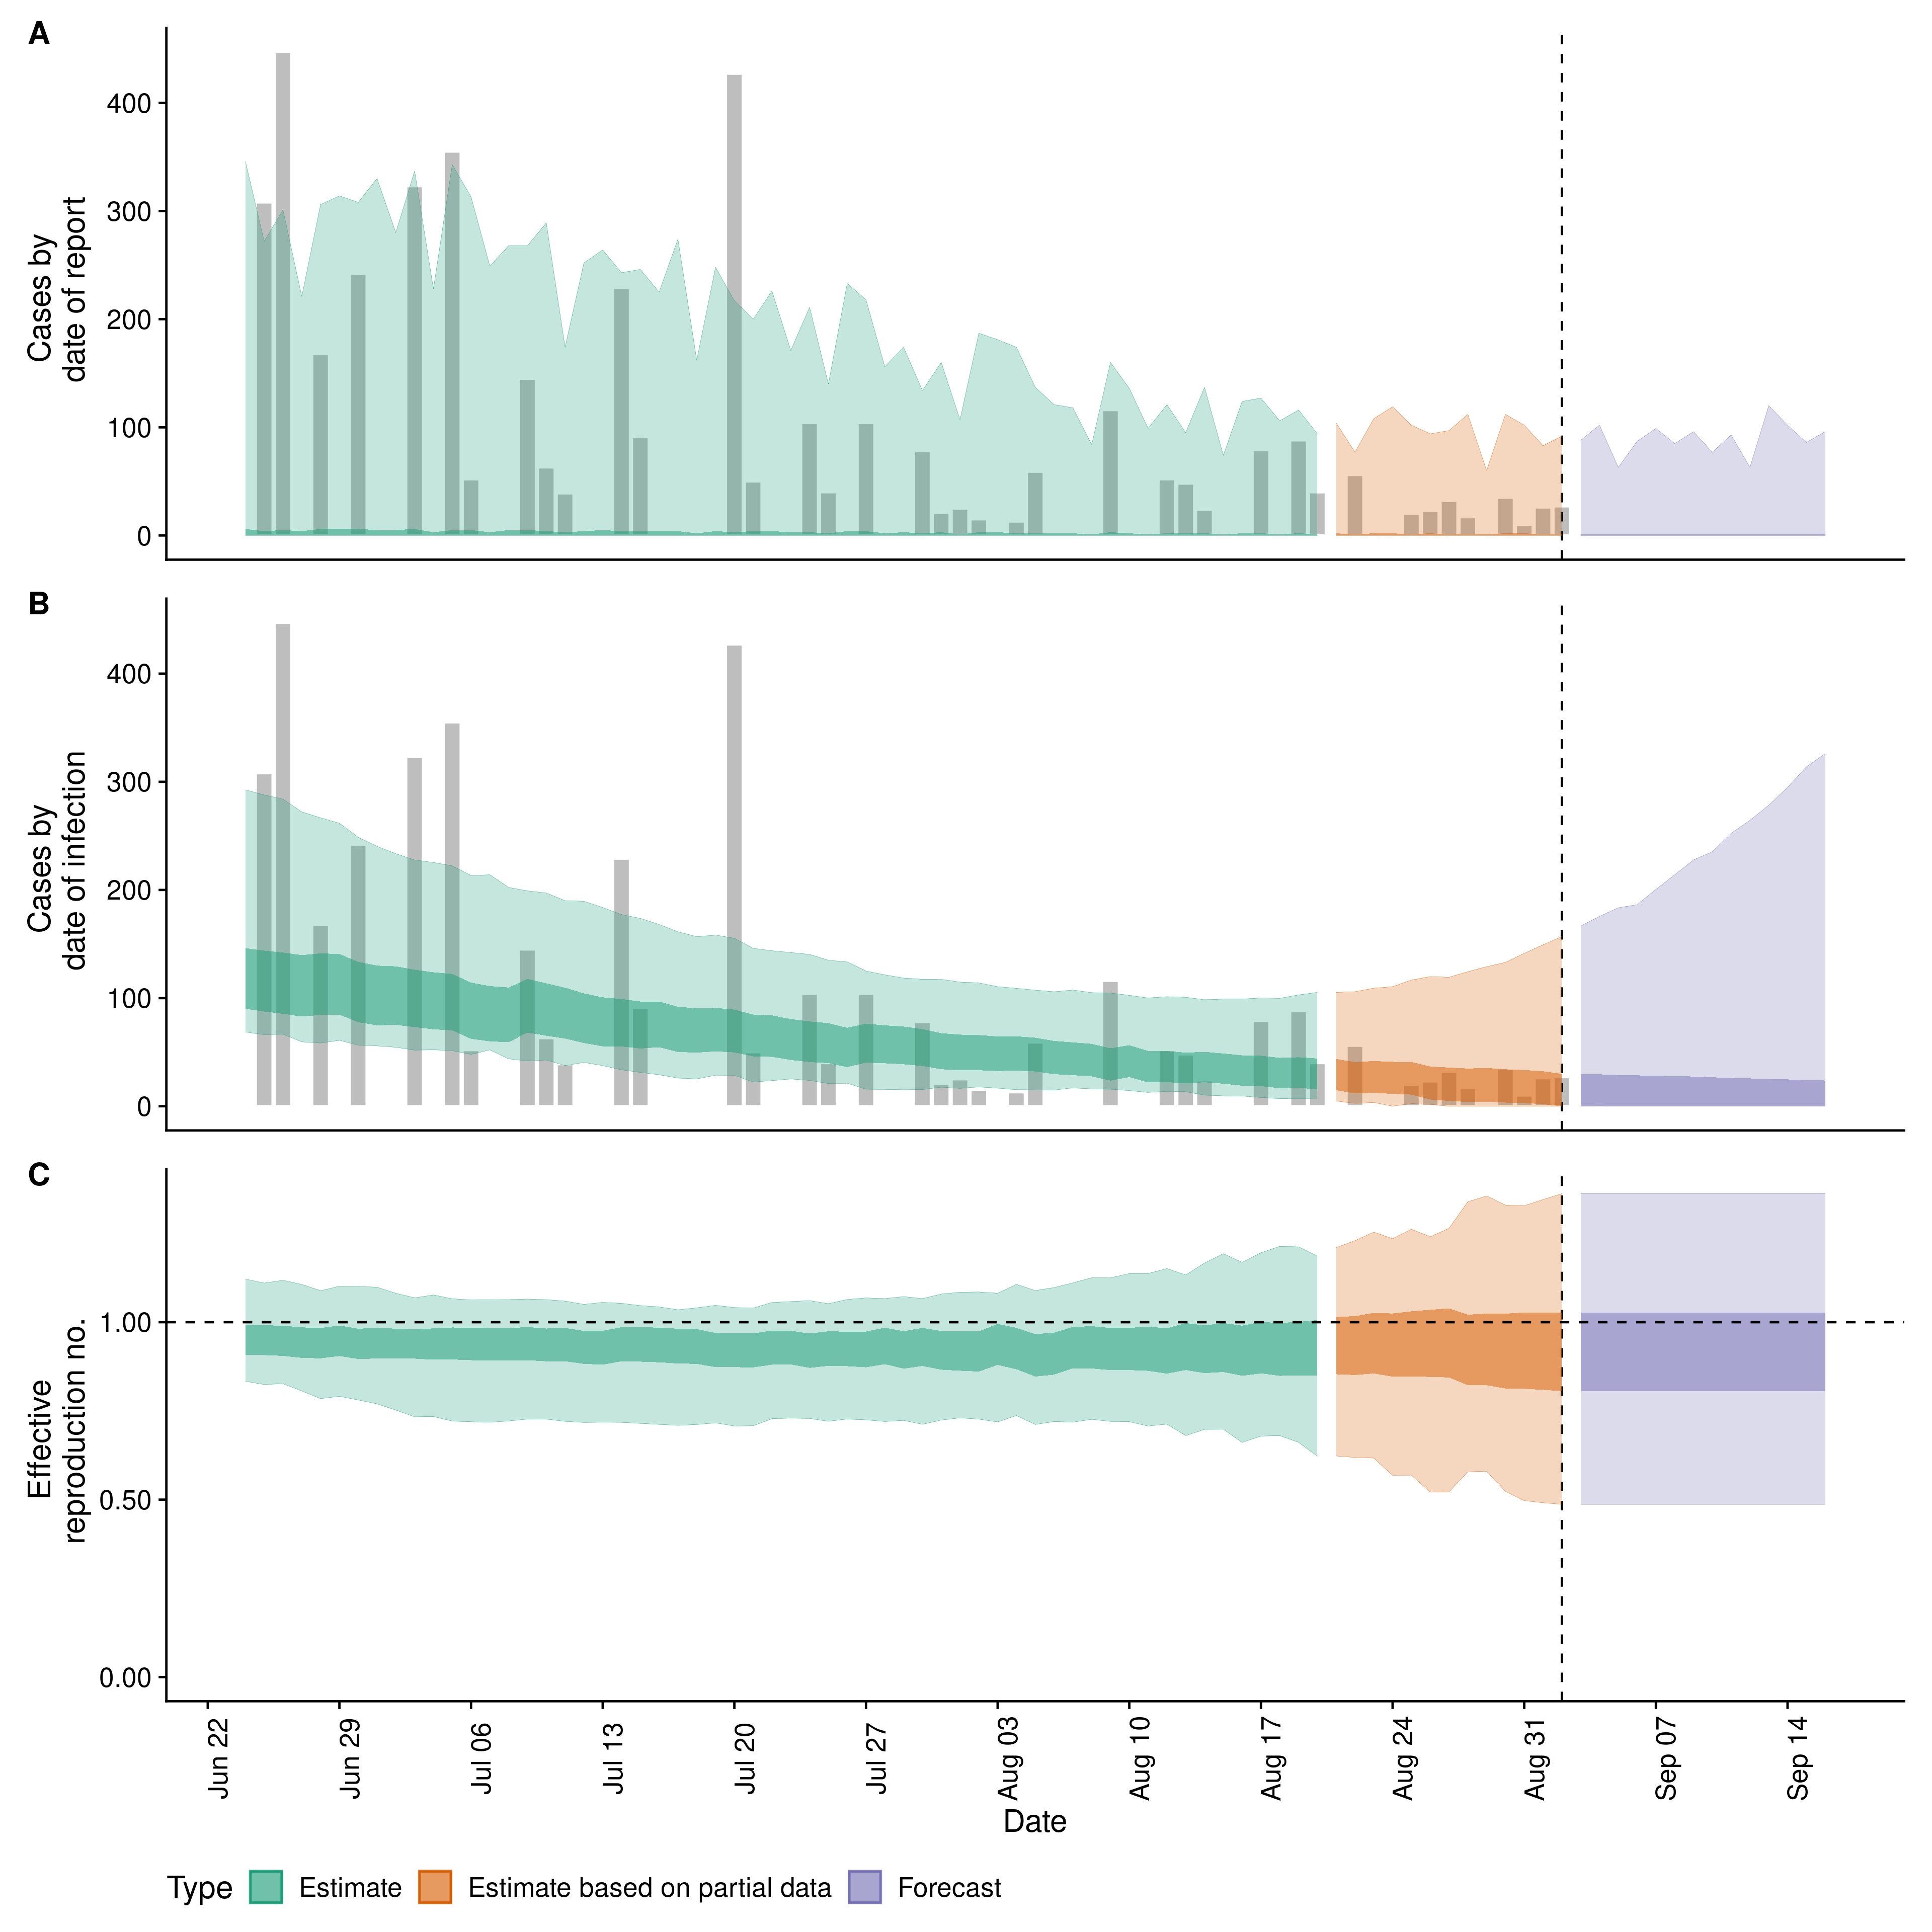 A
Cases by
date of report
400
300
200
100
0
B
Cases by
date of infection
400
300
200
100
0
C
Effective
reproduction no.
1.00
0.50
0.00
Jun 22
Jun 29
Jul 06
Jul 13
Jul 20
Jul 27
Aug 03
Aug 10
Aug 17
Aug 24
Aug 31
Sep 07
Sep 14
Date
Type Estimate Estimate based on partial data Forecast